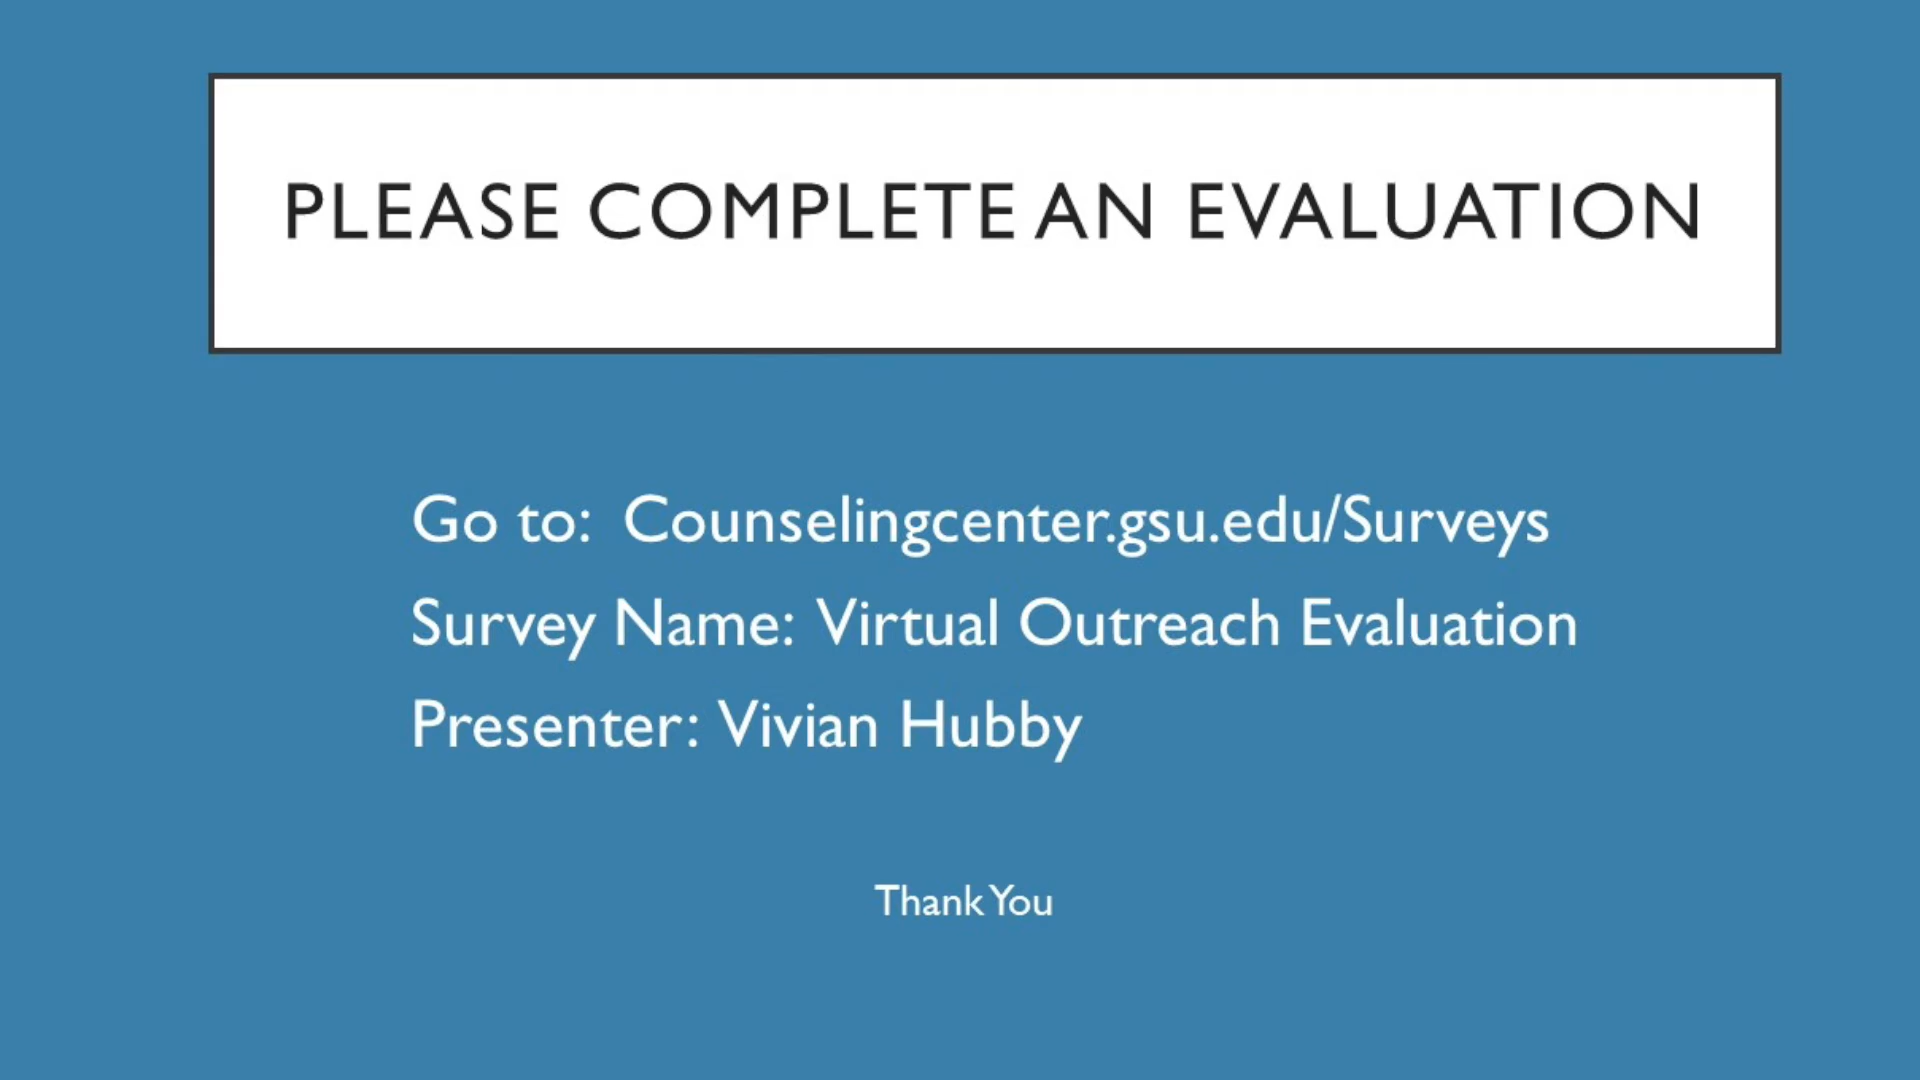 PLEASE COMPLETE AN EVALUATION
Go to: Counselingcenter.gsu.edu/Surveys
Survey Name: Virtual Outreach Evaluation
Presenter: Vivian Hubby
Thank You